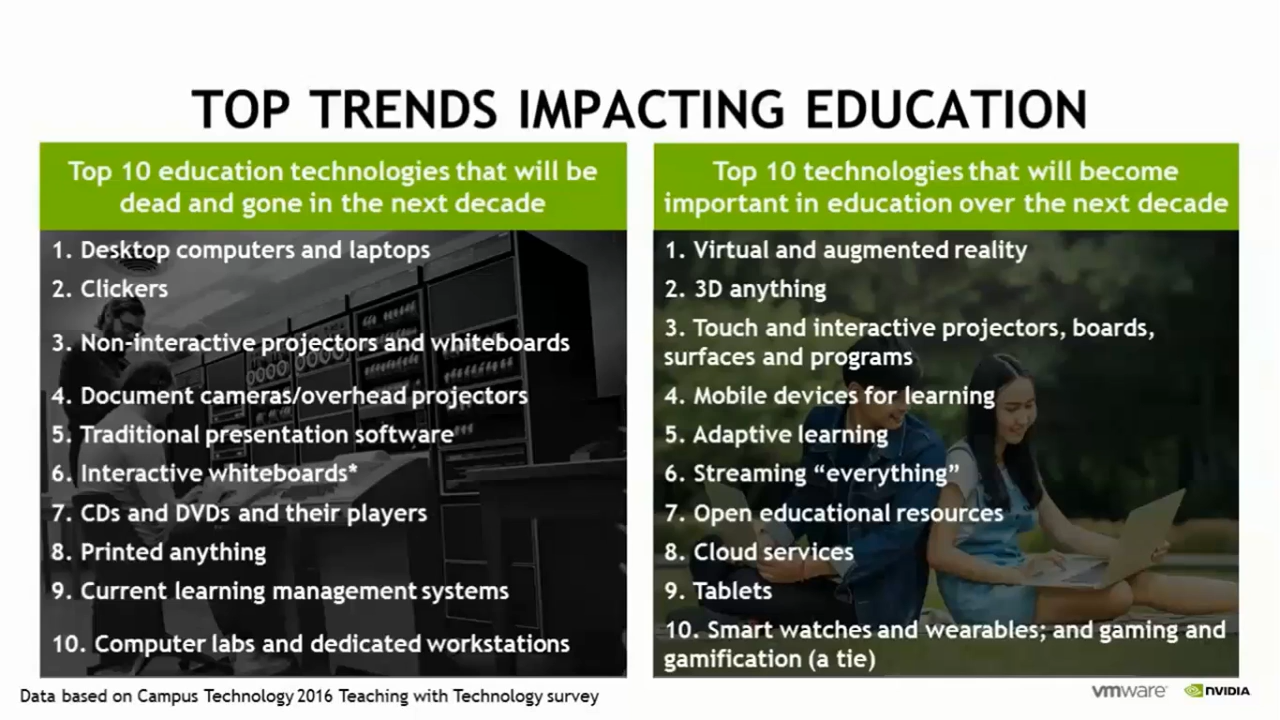 TOP TRENDS IMPACTING EDUCATION
Top 10 education technologies that will be
dead and gone in the next decade
1. Desktop computers and laptops
2. Clickers
3. Non-interactive projectors and whiteboards
4. Document cameras/overhead projectors
5. Traditional presentation software
6. Interactive whiteboards*
7. CDs and DVDs and their players
8. Printed anything
9. Current learning management systems
10. Computer labs and dedicated workstations
Top 10 technologies that will become
important in education over the next decade
1. Virtual and augmented reality
2. 3D anything
3. Touch and interactive projectors, boards,
surfaces and programs
4. Mobile devices for learning
5. Adaptive learning
6. Streaming “everything”
7. Open educational resources
8. Cloud services
9. Tablets
10. Smart watches and wearables; and gaming and
gamification (a tie)
Data based on Campus Technology 2016 Teaching with Technology survey
vmware
NVIDIA